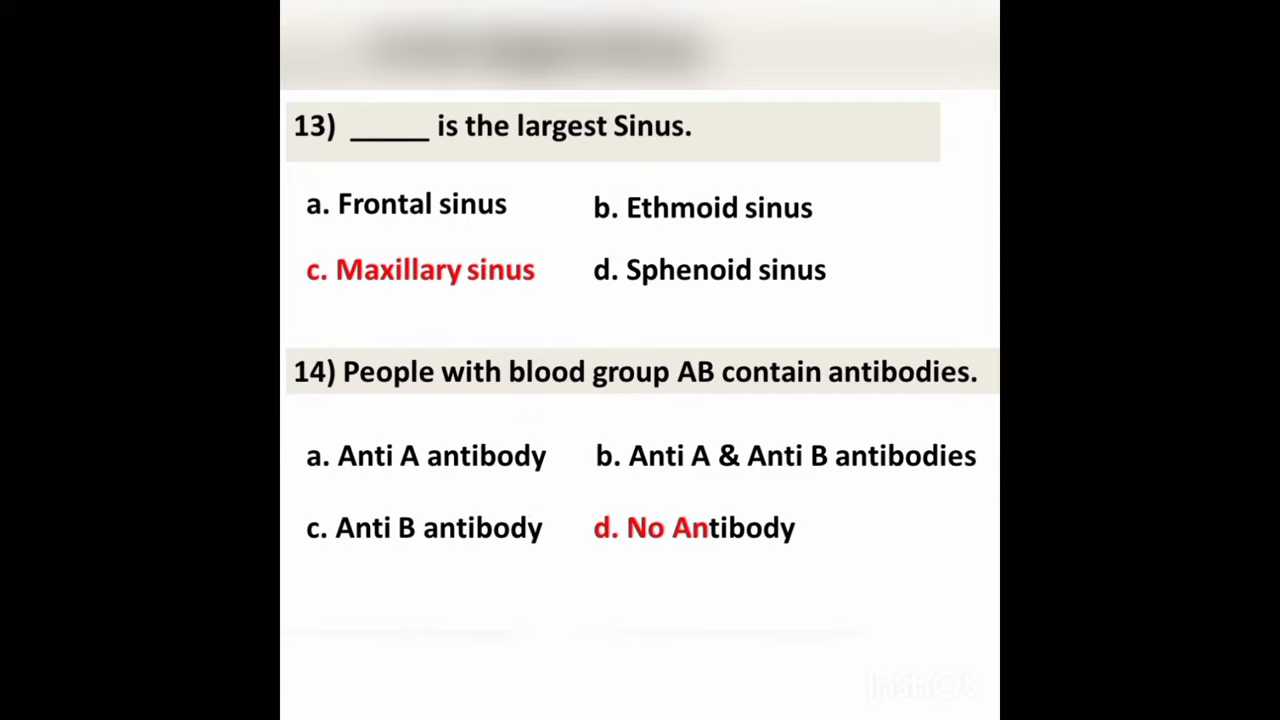 13) _____ is the largest Sinus.
a. Frontal sinus b. Ethmoid sinus
c. Maxillary sinus d. Sphenoid sinus
14) People with blood group AB contain antibodies.
a. Anti A antibody b. Anti A & Anti B antibodies
c. Anti B antibody d. No Antibody